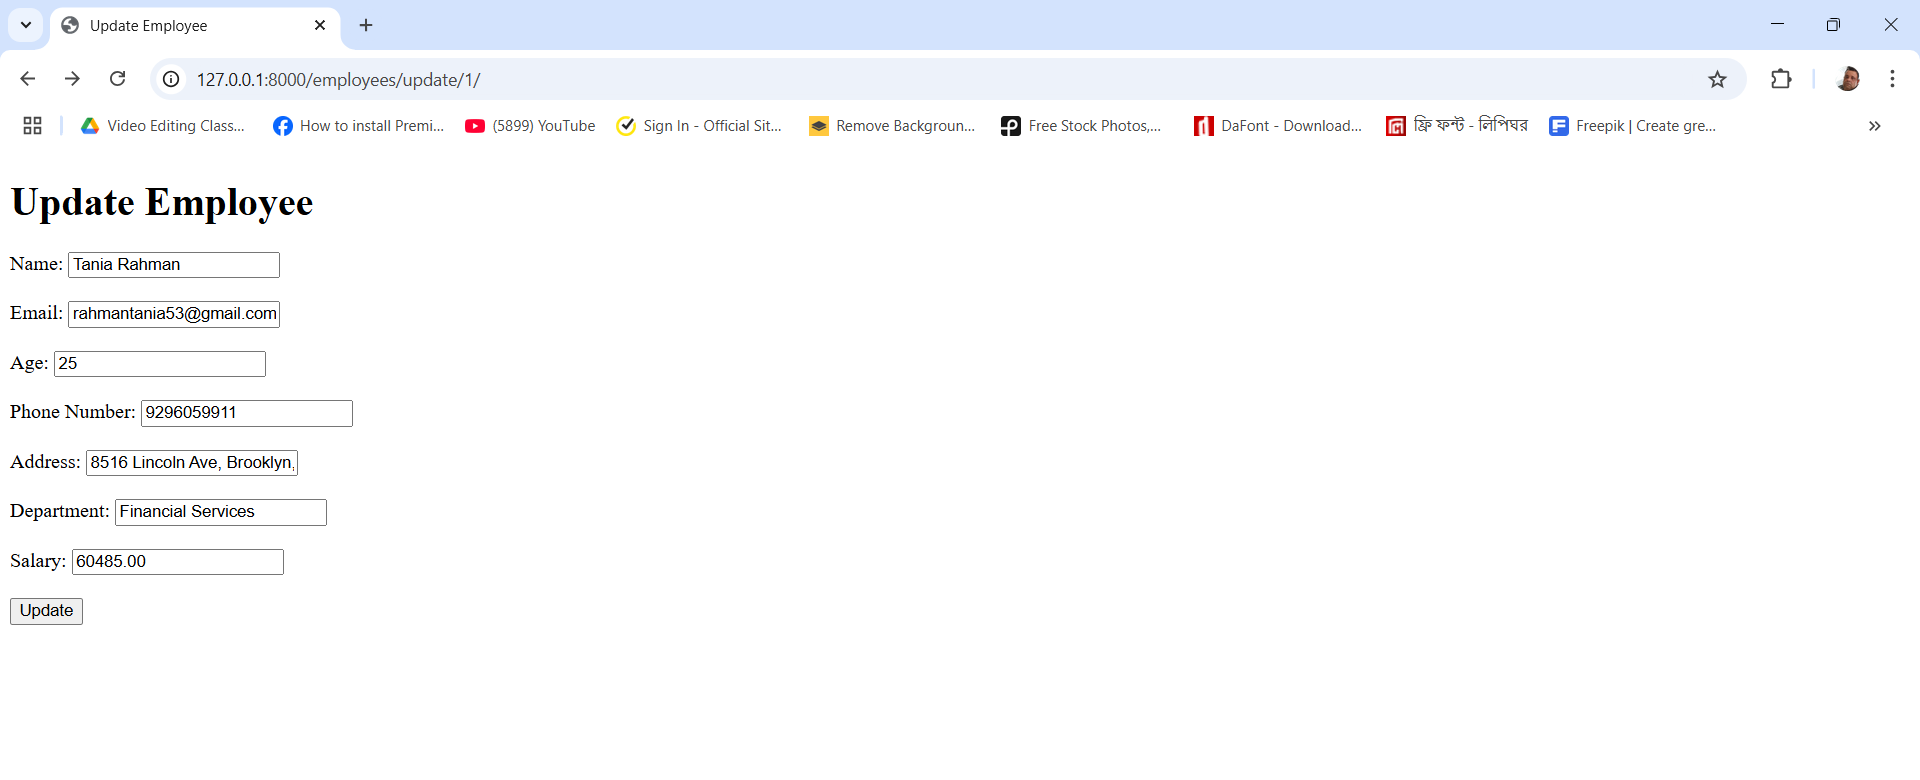 Update Employee
127.0.0.1:8000/employees/update/1/
Video Editing Class... How to install Premi... (5899) YouTube Sign In - Official Sit... Remove Backgroun... Free Stock Photos,... DaFont - Download... ফ্রি ফন্ট - লিপিঘর Freepik | Create gre...
Update Employee
Name: Tania Rahman
Email: rahmantania53@gmail.com
Age: 25
Phone Number: 9296059911
Address: 8516 Lincoln Ave, Brooklyn,
Department: Financial Services
Salary: 60485.00
Update